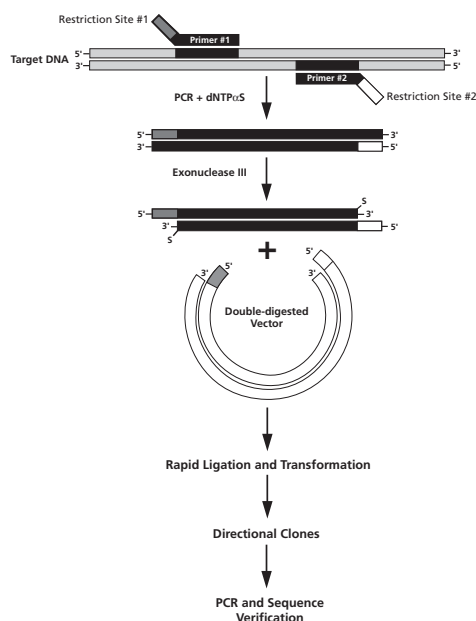 Restriction Site #1
Primer #1
5'
3'
Target DNA
3'
5'
Primer #2
Restriction Site #2
PCR + dNTPαS
5'
3'
3'
5'
Exonuclease III
S
5'
3'
3'
5'
S
+
5'
3'
5'
3'
Double-digested
Vector
Rapid Ligation and Transformation
Directional Clones
PCR and Sequence
Verification